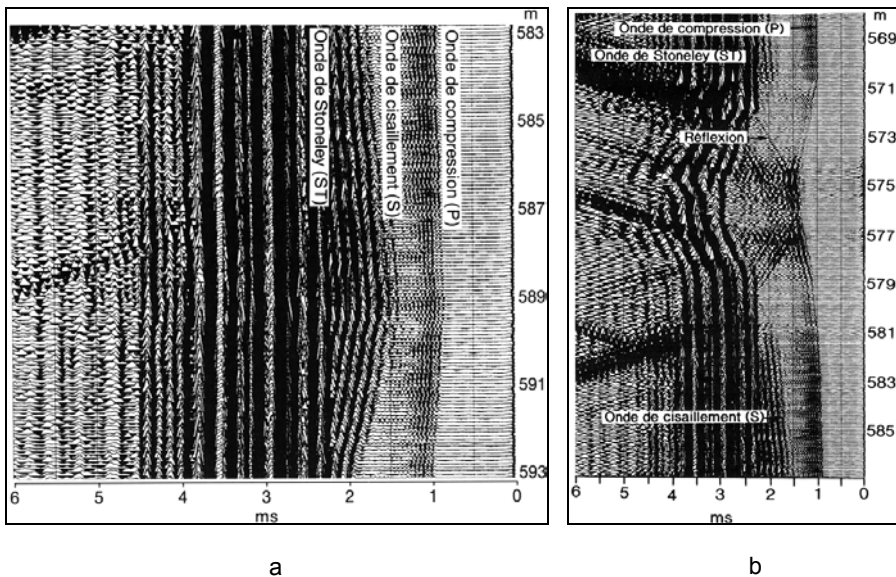 m
583
585
587
589
591
593
Onde de Stoneley (ST)
Onde de cisaillement (S)
Onde de compression (P)
6 5 4 3 2 1 0
ms
a
m
Onde de compression (P)
569
Onde de Stoneley (ST)
571
Réflexion
573
575
577
579
581
583
Onde de cisaillement (S)
585
6 5 4 3 2 1 0
ms
b